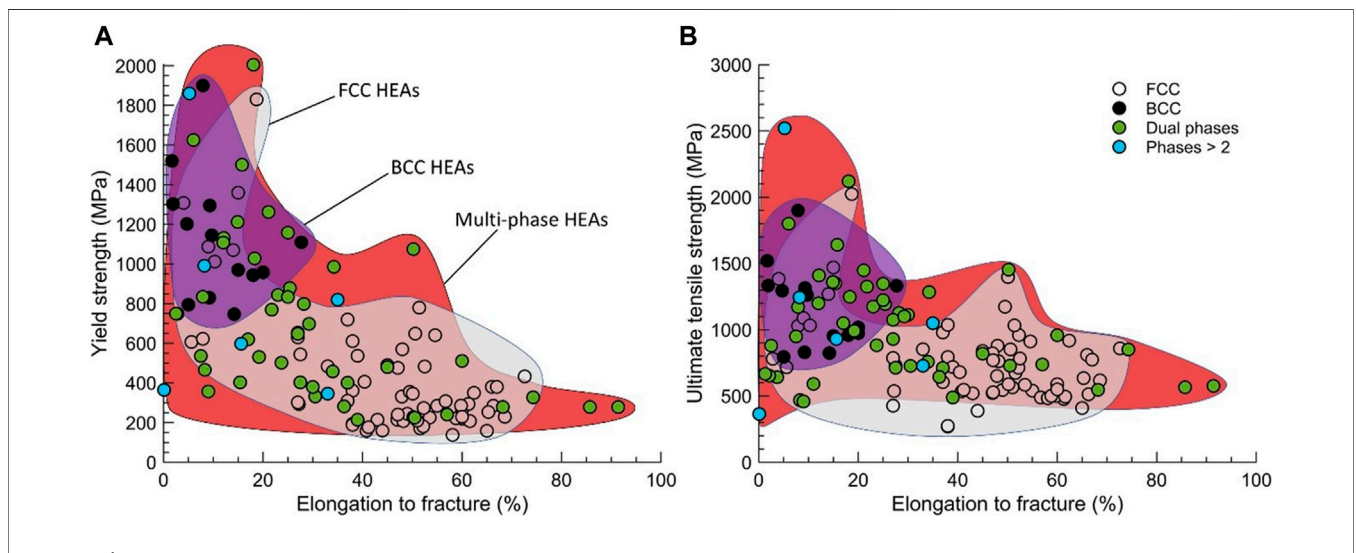 A
B
2000
1800
1600
1400
1200
1000
800
600
400
200
0
Yield strength (MPa)
FCC HEAs
BCC HEAs
Multi-phase HEAs
0 20 40 60 80 100
Elongation to fracture (%)
3000
2500
2000
1500
1000
500
0
Ultimate tensile strength (MPa)
FCC
BCC
Dual phases
Phases > 2
0 20 40 60 80 100
Elongation to fracture (%)